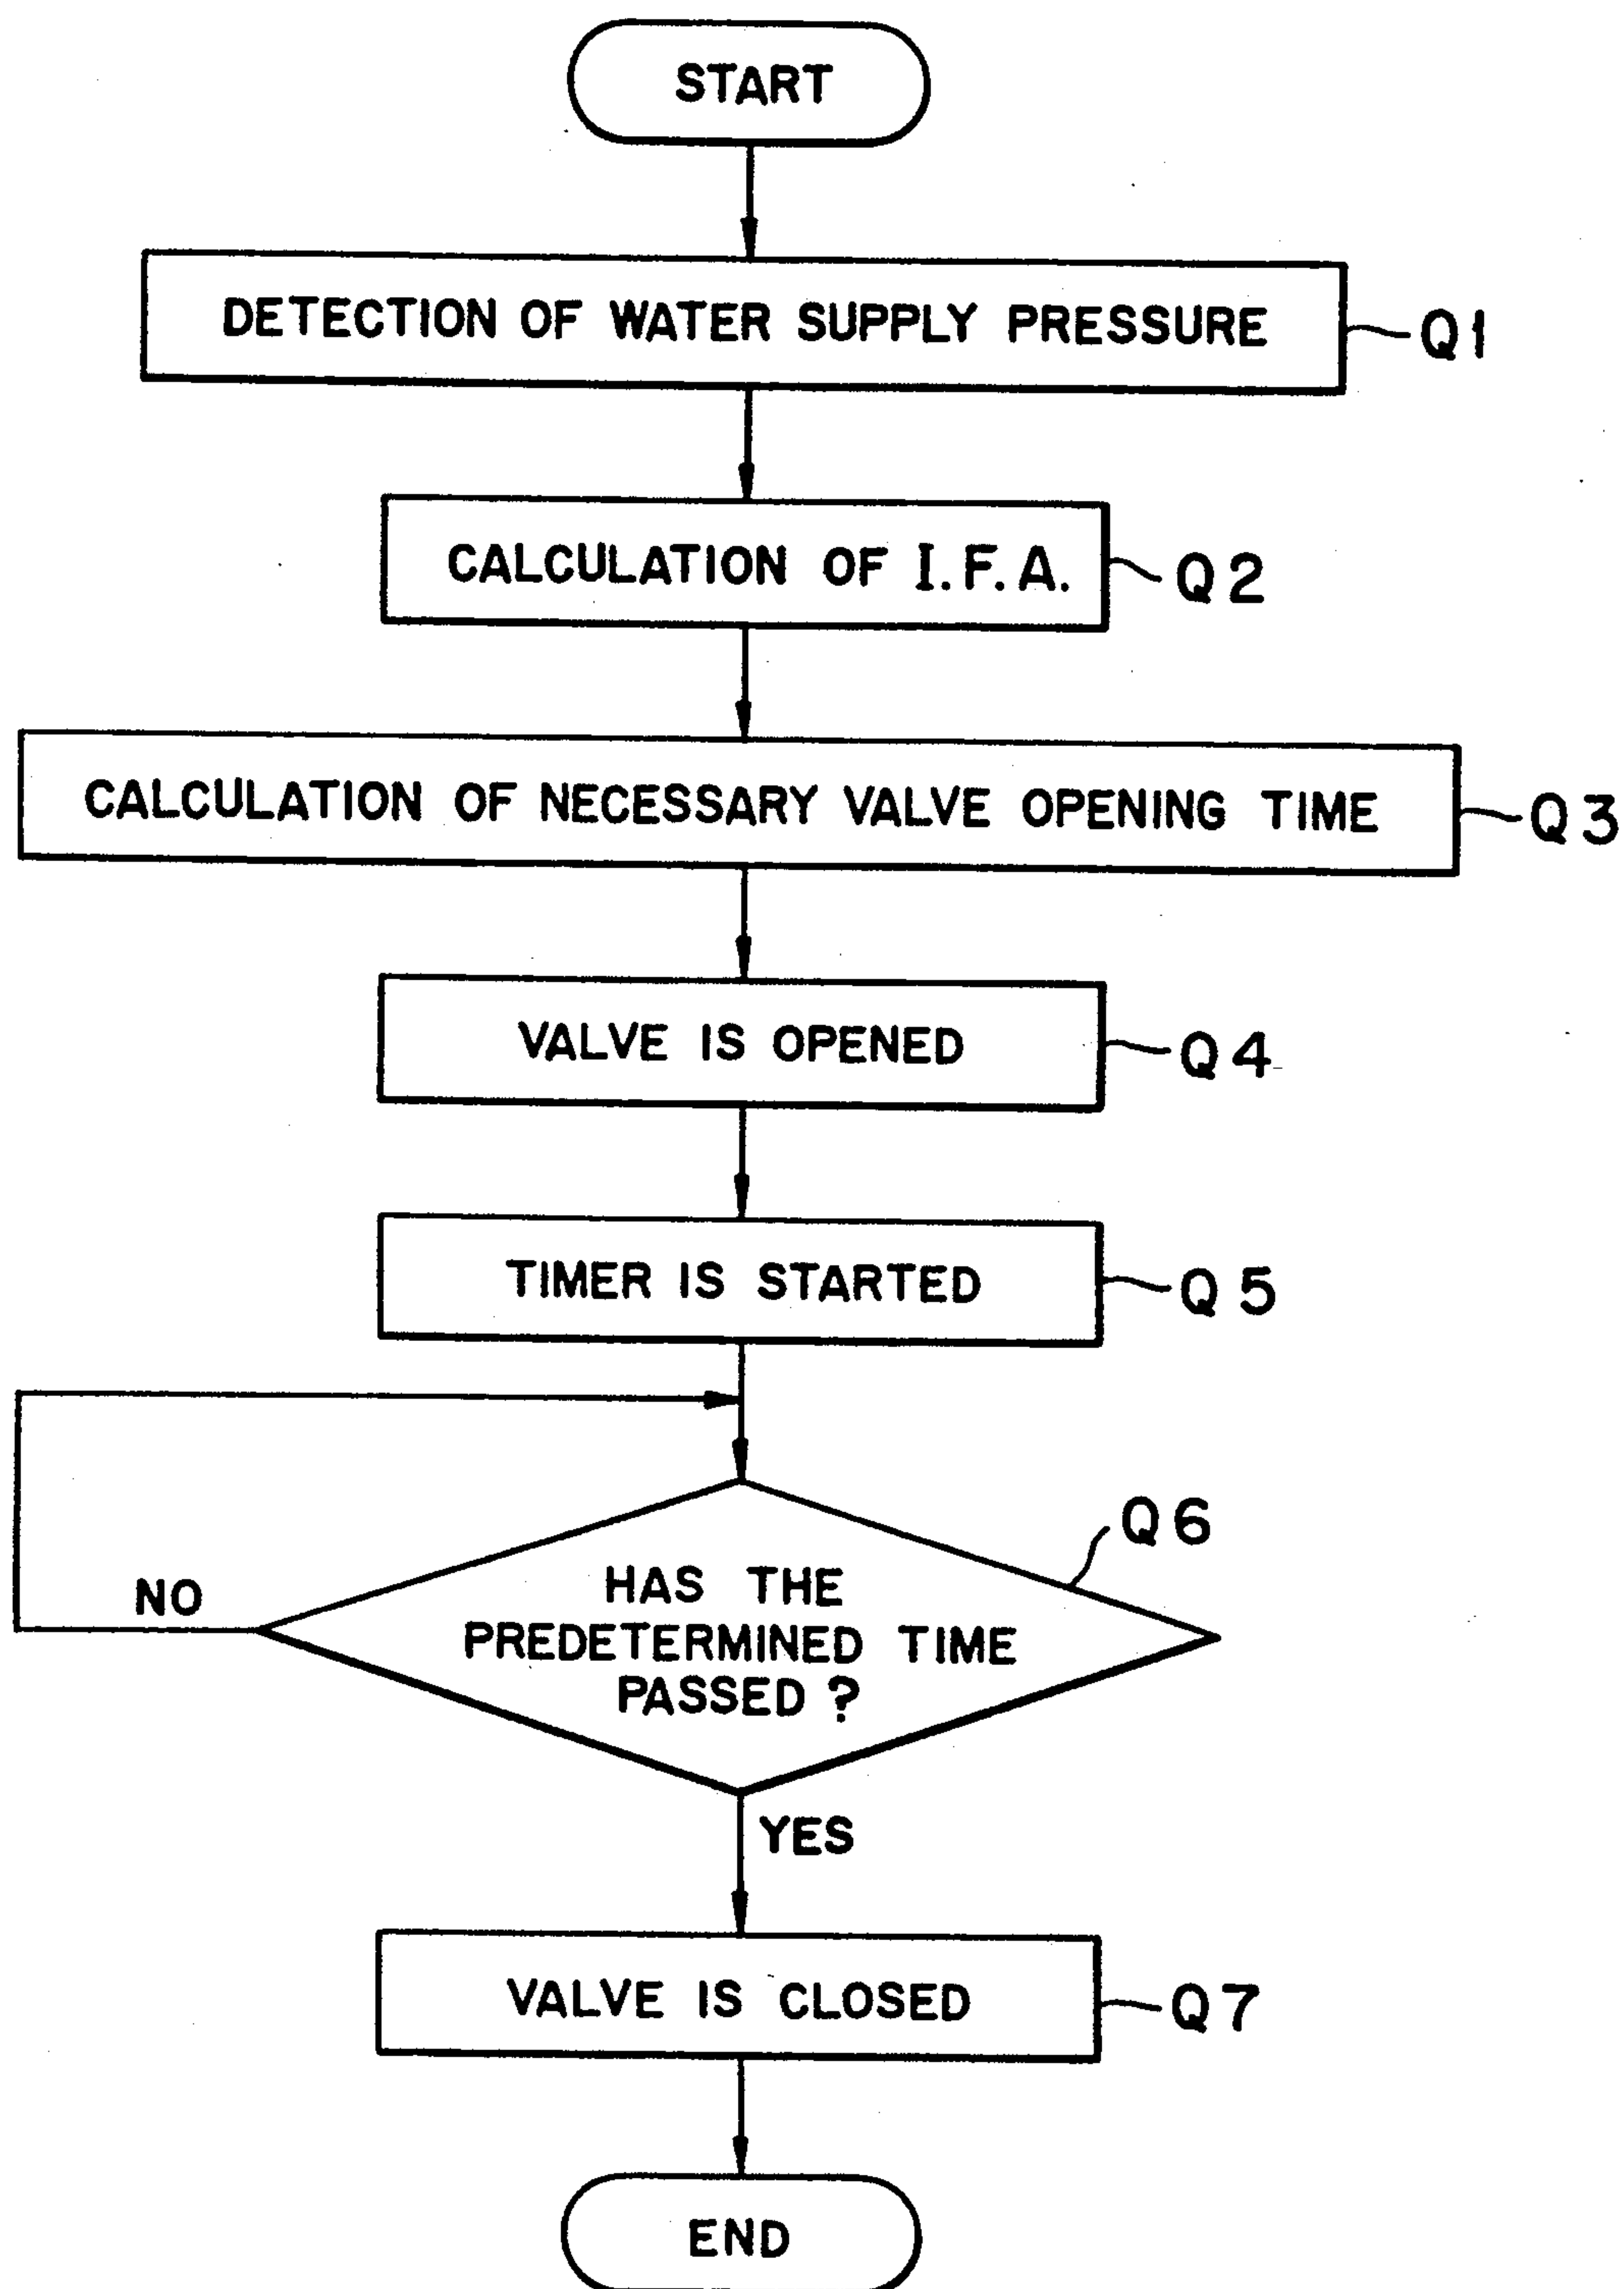 START
DETECTION OF WATER SUPPLY PRESSURE
Q1
CALCULATION OF I.F.A.
Q2
CALCULATION OF NECESSARY VALVE OPENING TIME
Q3
VALVE IS OPENED
Q4
TIMER IS STARTED
Q5
Q6
HAS THE
PREDETERMINED TIME
PASSED ?
NO
YES
VALVE IS CLOSED
Q7
END